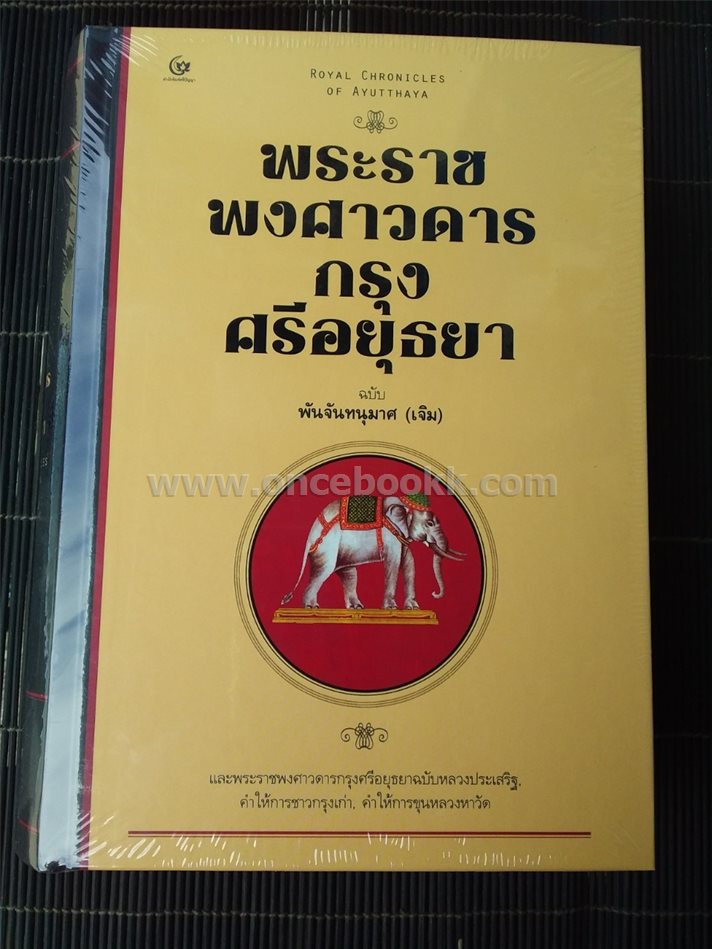 ROYAL CHRONICLES
OF AYUTTHAYA
พระราช
พงศาวดาร
กรุง
ศรีอยุธยา
ฉบับ
พันจันทนุมาศ (เจิม)
www.oncebookk.com
และพระราชพงศาวดารกรุงศรีอยุธยาฉบับหลวงประเสริฐ,
คำให้การชาวกรุงเก่า, คำให้การขุนหลวงหาวัด